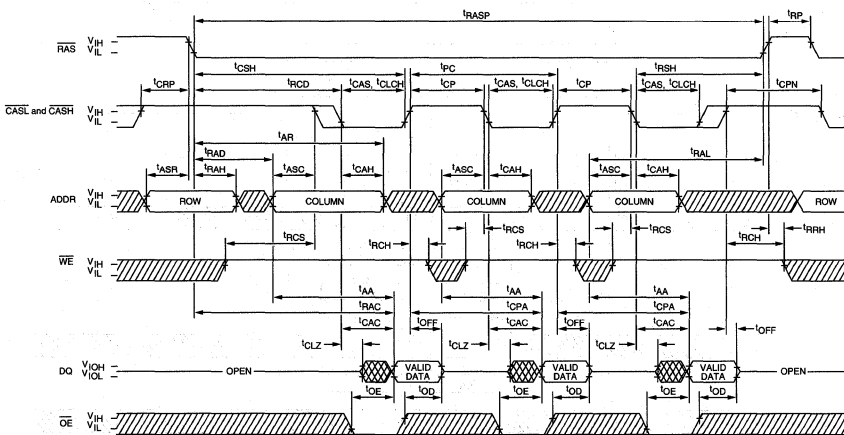 tRASP tRP
RAS VIH
VIL
tCSH tPC tRSH
tCRP tRCD tCAS, tCLCH tCP tCAS, tCLCH tCP tCAS, tCLCH tCPN
CASL and CASH VIH
VIL
tAR
tRAD tRAL
tASR tRAH tASC tCAH tASC tCAH tASC tCAH
ADDR VIH
VIL
ROW COLUMN COLUMN COLUMN ROW
tRCS tRCH tRCS tRCH tRCS tRCH tRRH
WE VIH
VIL
tAA tAA tAA
tRAC tCPA tCPA
tCAC tOFF tCAC tOFF tCAC tOFF
tCLZ tCLZ tCLZ
DQ VIOH
VIOL
OPEN VALID DATA VALID DATA VALID DATA OPEN
tOE tOD tOE tOD tOE tOD
OE VIH
VIL